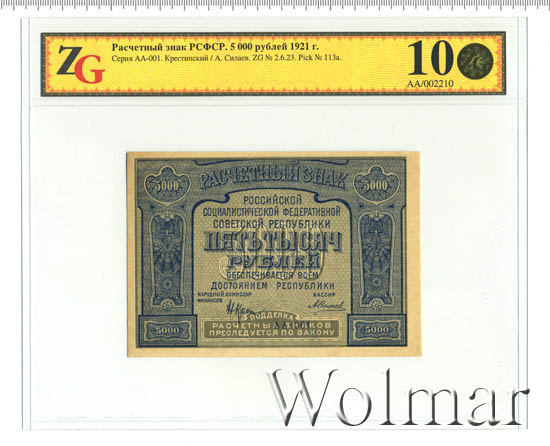 ZG
Расчетный знак РСФСР. 5 000 рублей 1921 г.
Серия АА-001. Крестинский / А. Силаев. ZG № 2.6.23. Pick № 113a.
10
AA/002210
5000 РАСЧЕТНЫЙ ЗНАК 5000
РОССИЙСКОЙ
СОЦИАЛИСТИЧЕСКОЙ ФЕДЕРАТИВНОЙ
СОВЕТСКОЙ РЕСПУБЛИКИ
ПЯТЬ ТЫСЯЧ
РУБЛЕЙ
ОБЕСПЕЧИВАЕТСЯ ВСЕМ
ДОСТОЯНИЕМ РЕСПУБЛИКИ
НАРОДНЫЙ КОМИССАР
ФИНАНСОВ
КАССИР
5000 ПОДДЕЛКА 5000
РАСЧЕТНЫХ ЗНАКОВ
ПРЕСЛЕДУЕТСЯ ПО ЗАКОНУ
Wolmar